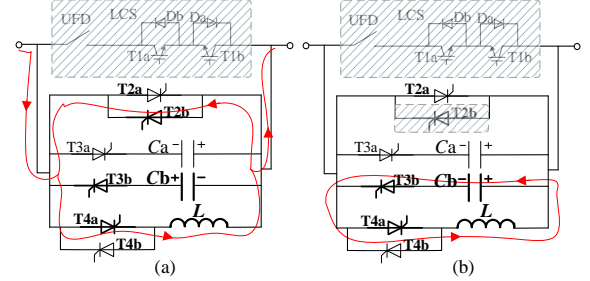 UFD LCS Db Da
T1a T1b
T2a
T2b
T3a Ca - +
T3b Cb + -
T4a L
T4b
(a)
UFD LCS Db Da
T1a T1b
T2a
T2b
T3a Ca - +
T3b Cb - +
T4a L
T4b
(b)